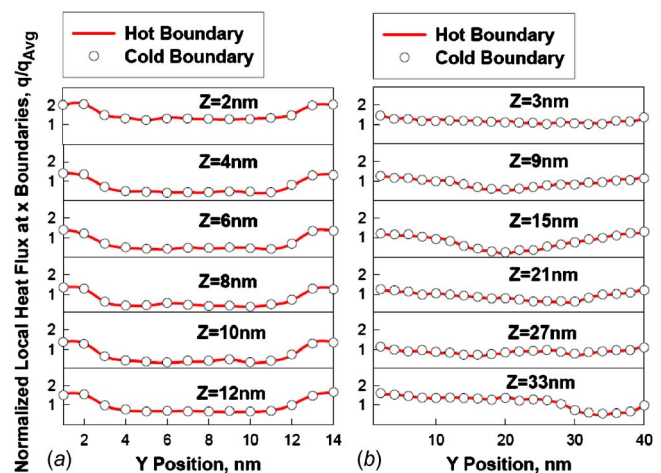 Hot Boundary
Cold Boundary
Hot Boundary
Cold Boundary
Normalized Local Heat Flux at x Boundaries, q/qAvg
2
1
Z=2nm
2
1
Z=4nm
2
1
Z=6nm
2
1
Z=8nm
2
1
Z=10nm
2
1
Z=12nm
2 4 6 8 10 12 14
(a) Y Position, nm
2
1
Z=3nm
2
1
Z=9nm
2
1
Z=15nm
2
1
Z=21nm
2
1
Z=27nm
2
1
Z=33nm
10 20 30 40
(b) Y Position, nm